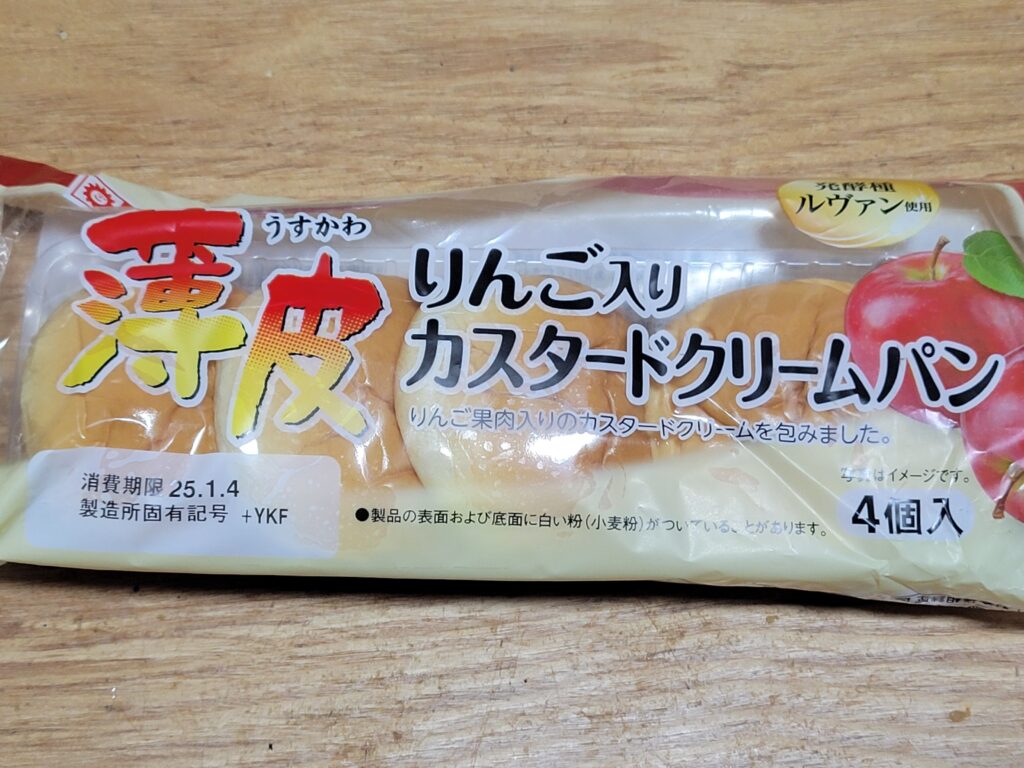 発酵種
ルヴァン使用
うすかわ
薄皮
りんご入り
カスタードクリームパン
りんご果肉入りのカスタードクリームを包みました。
写真はイメージです。
消費期限 25.1.4
製造所固有記号 +YKF
●製品の表面および底面に白い粉(小麦粉)がついていることがあります。
4個入